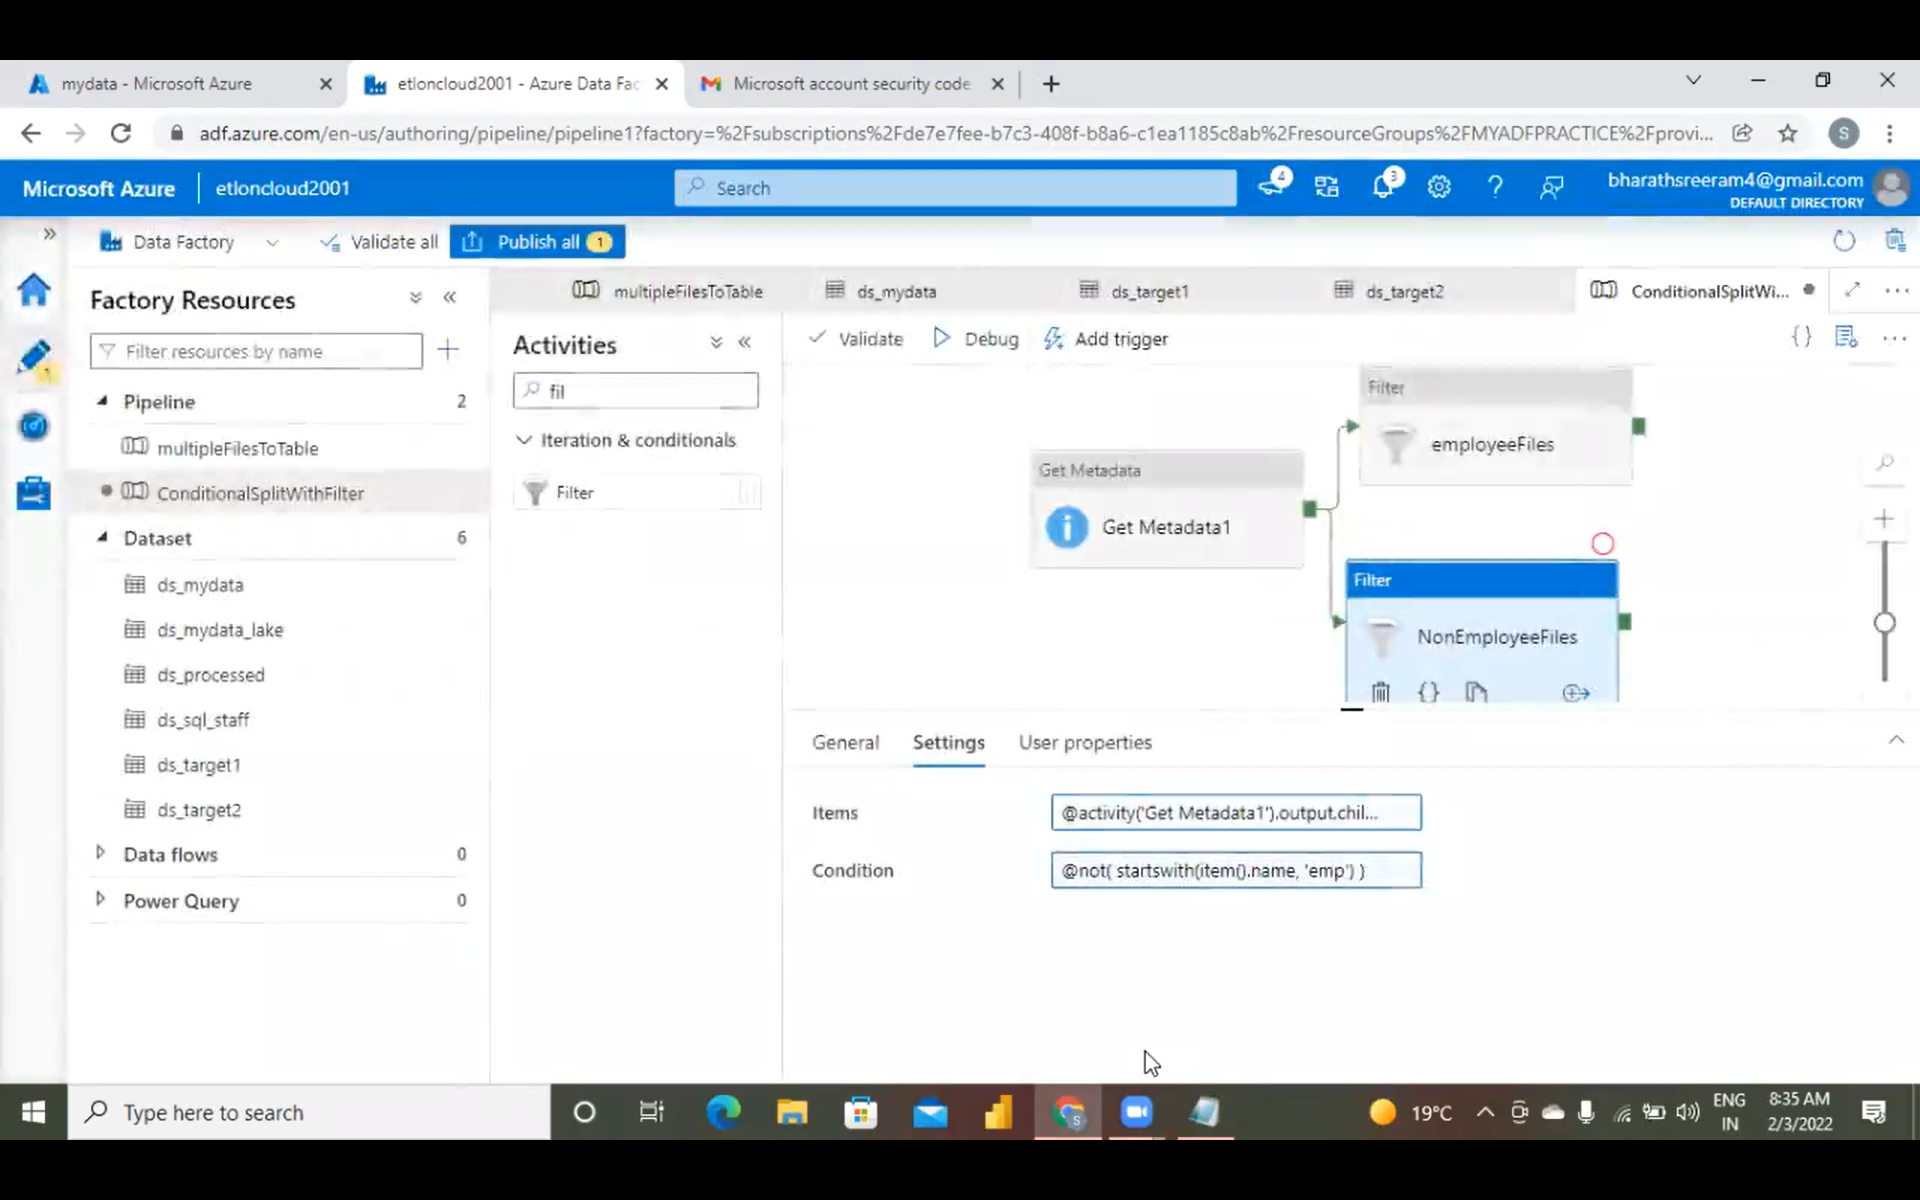 mydata - Microsoft Azure
etloncloud2001 - Azure Data Fac
Microsoft account security code
adf.azure.com/en-us/authoring/pipeline/pipeline1?factory=%2Fsubscriptions%2Fde7e7fee-b7c3-408f-b8a6-c1ea1185c8ab%2FresourceGroups%2FMYADFPRACTICE%2Fprovi...
S
Microsoft Azure
etloncloud2001
Search
4
3
bharathsreeram4@gmail.com
DEFAULT DIRECTORY
Data Factory
Validate all
Publish all 1
Factory Resources
Filter resources by name
Pipeline 2
multipleFilesToTable
ConditionalSplitWithFilter
Dataset 6
ds_mydata
ds_mydata_lake
ds_processed
ds_sql_staff
ds_target1
ds_target2
Data flows 0
Power Query 0
multipleFilesToTable
ds_mydata
ds_target1
ds_target2
ConditionalSplitWi...
Activities
fil
Iteration & conditionals
Filter
Validate
Debug
Add trigger
Get Metadata
Get Metadata1
Filter
employeeFiles
Filter
NonEmployeeFiles
General
Settings
User properties
Items
@activity('Get Metadata1').output.chil...
Condition
@not( startswith(item().name, 'emp') )
Type here to search
19°C
ENG
IN
8:35 AM
2/3/2022